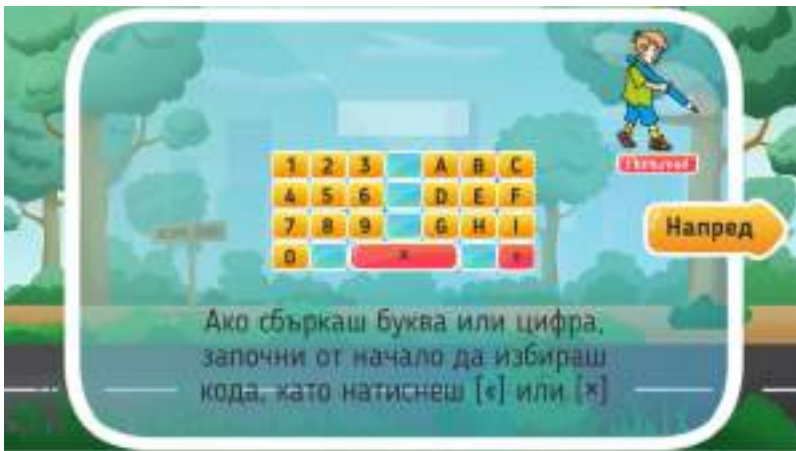 1 2 3 A B C
4 5 6 D E F
7 8 9 G H I
0 ×
Напред
Ако сбъркаш буква или цифра,
започни от начало да избираш
кода, като натиснеш [«] или [×]